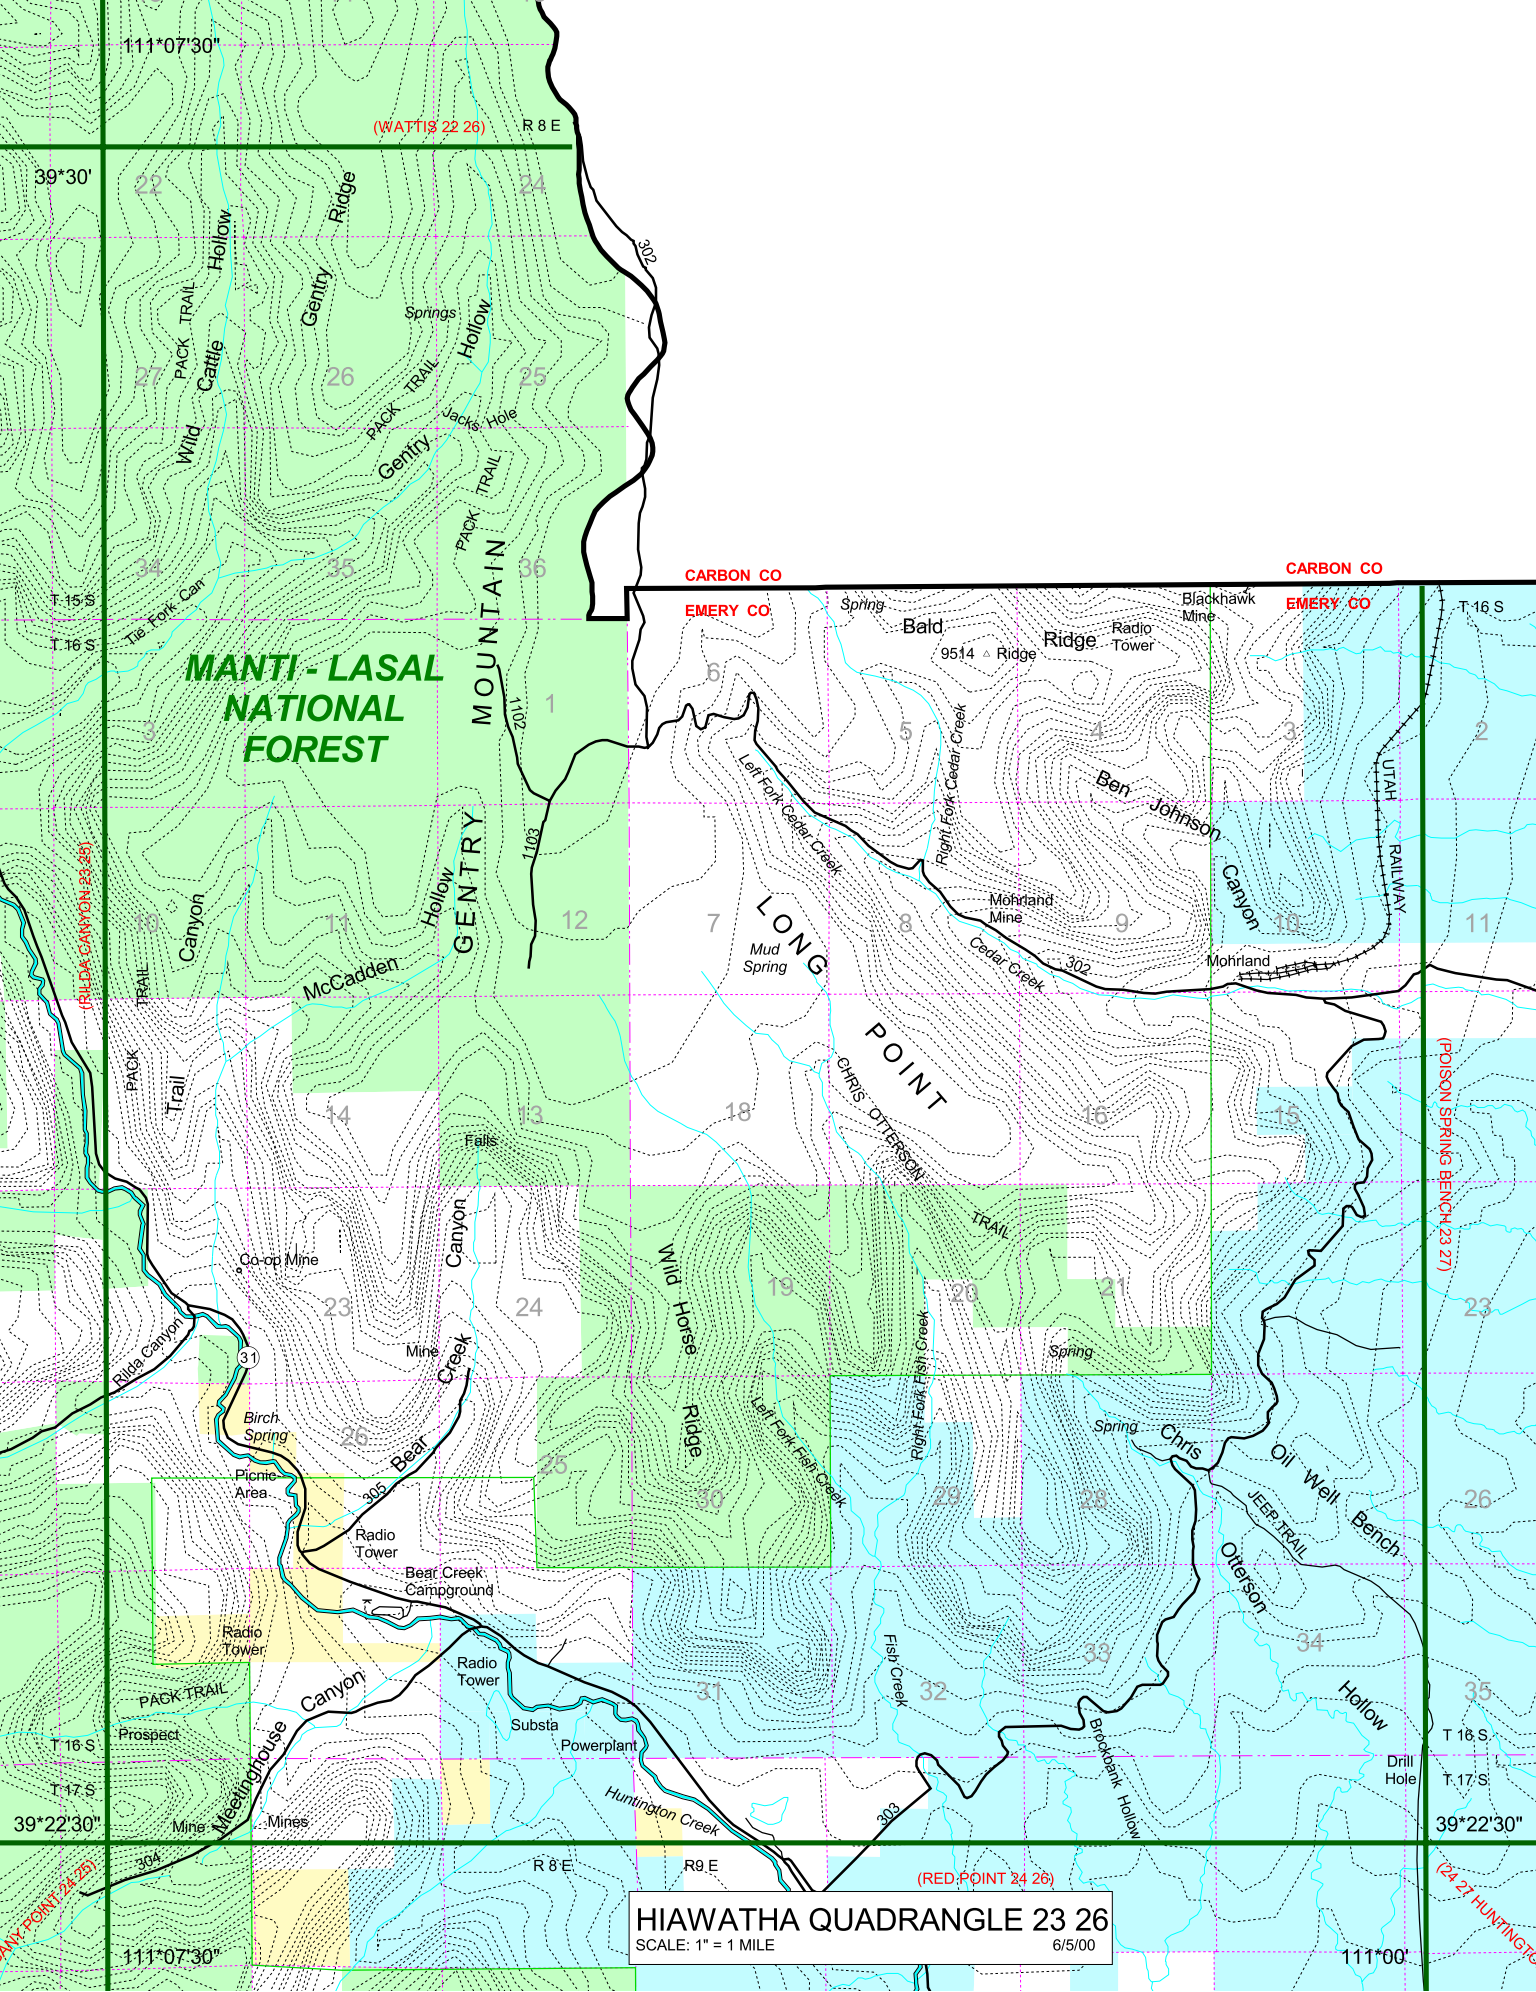 111*07'30"
(WATTIS 22 26)
R 8 E
39*30'
22
24
Gentry Ridge
Wild Cattle Hollow
PACK TRAIL
302
Springs
Gentry Hollow
27
26
25
PACK TRAIL
Jacks Hole
PACK TRAIL
34
35
36
CARBON CO
CARBON CO
EMERY CO
EMERY CO
T 15 S
T 16 S
Tie Fork Can
Spring
Bald
Ridge
9514
Ridge
Radio
Tower
Blackhawk
Mine
T 16 S
MANTI - LASAL
NATIONAL
FOREST
GENTRY MOUNTAIN
1102
1
6
5
4
3
2
3
Left Fork Cedar Creek
Right Fork Cedar Creek
Ben Johnson Canyon
UTAH RAILWAY
1103
(RILDA CANYON 23 25)
10
11
12
7
8
9
10
11
McCadden Hollow
Trail Canyon
PACK TRAIL
LONG POINT
Mud
Spring
Mohrland
Mine
Cedar Creek
302
Mohrland
(POISON SPRING BENCH 23 27)
14
13
18
16
15
CHRIS OTTERSON TRAIL
Falls
Bear Creek Canyon
Co-op Mine
23
24
19
20
21
23
Wild Horse Ridge
Mine
Rilda Canyon
31
Spring
Right Fork Fish Creek
Left Fork Fish Creek
Birch
Spring
26
25
30
29
28
26
Spring
Chris Otterson Hollow
Oil Well Bench
JEEP TRAIL
Picnic
Area
305
Radio
Tower
Bear Creek
Campground
Radio
Tower
Radio
Tower
31
32
33
34
35
Fish Creek
Brockbank Hollow
PACK TRAIL
Prospect
Meetinghouse Canyon
Substa
Powerplant
T 16 S
T 17 S
T 16 S
T 17 S
Drill
Hole
39*22'30"
39*22'30"
Mine
Mines
Huntington Creek
303
304
R 8 E
R9 E
(RED POINT 24 26)
ANY POINT 24 25)
(24 27 HUNTINGTO
HIAWATHA QUADRANGLE 23 26
SCALE: 1" = 1 MILE
6/5/00
111*07'30"
111*00'